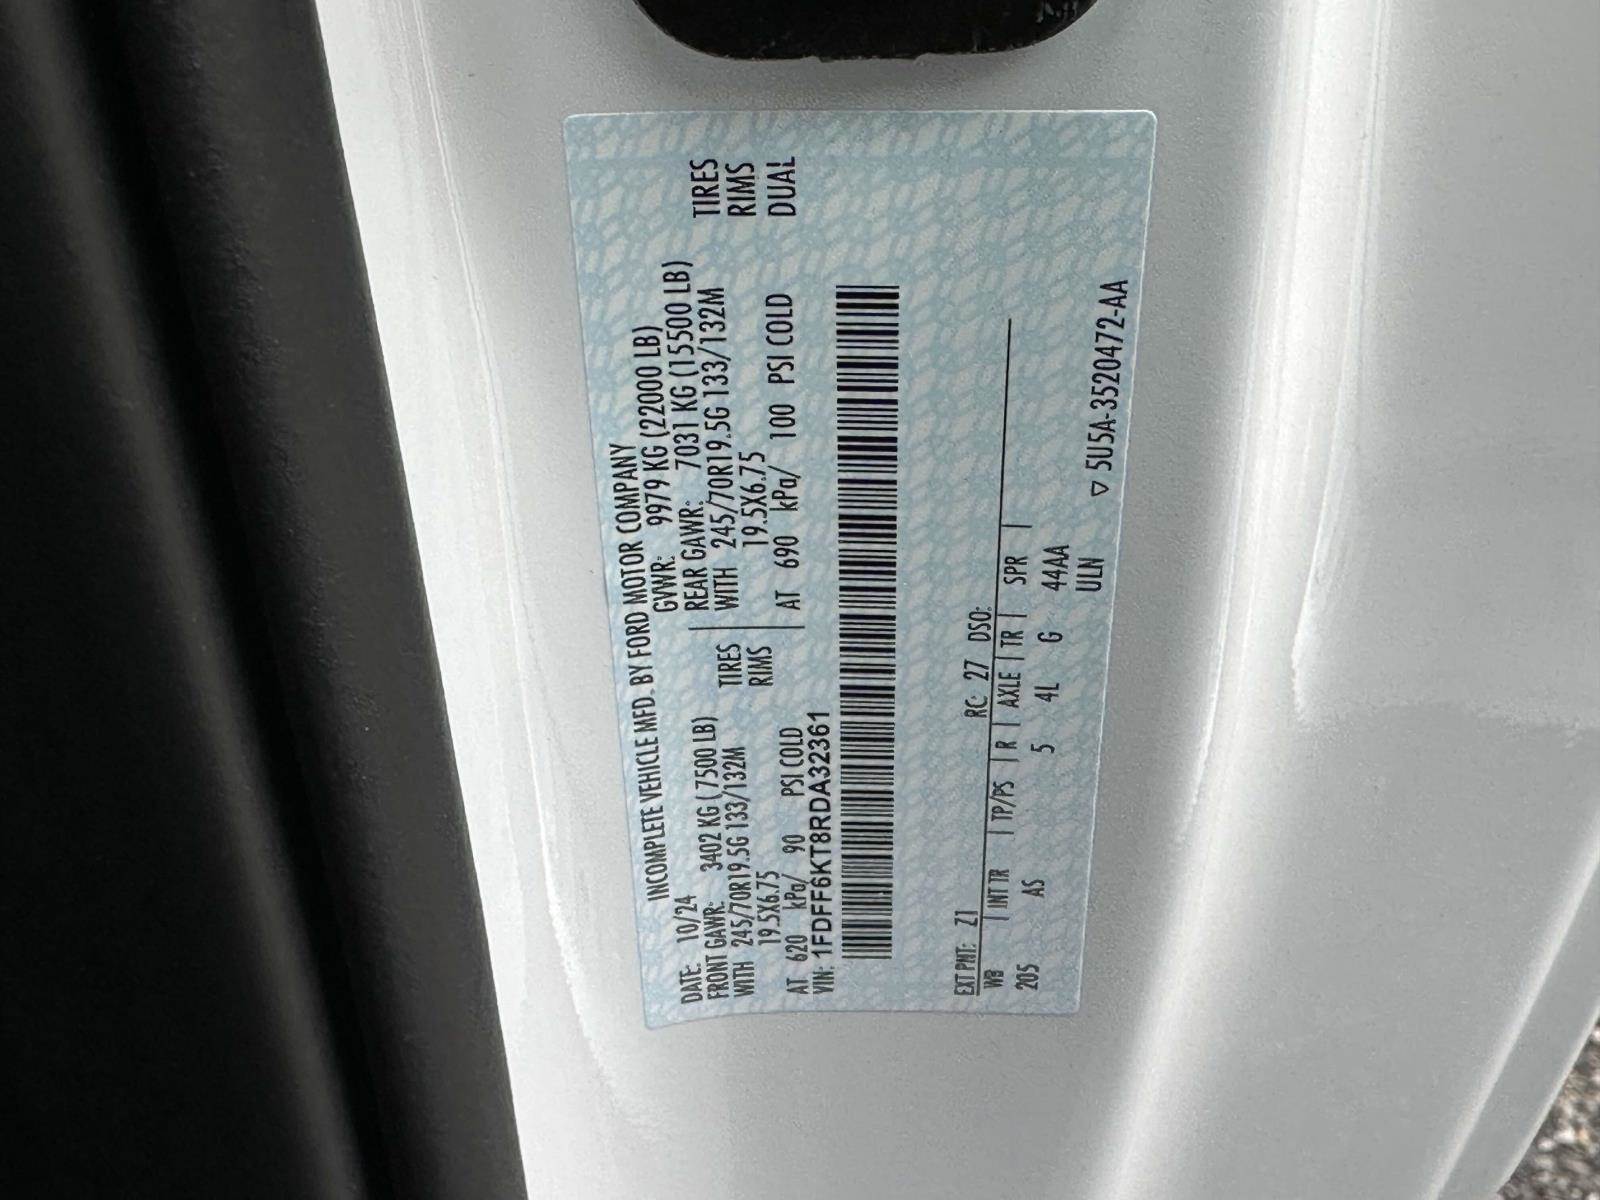 INCOMPLETE VEHICLE MFD. BY FORD MOTOR COMPANY
DATE: 10/24 GVWR: 9979 KG (22000 LB)
FRONT GAWR: 3402 KG (7500 LB) REAR GAWR: 7031 KG (15500 LB)
WITH 245/70R19.5G 133/132M TIRES WITH 245/70R19.5G 133/132M TIRES
19.5X6.75 RIMS 19.5X6.75 RIMS
AT 620 kPa/ 90 PSI COLD AT 690 kPa/ 100 PSI COLD DUAL
VIN: 1FDFF6KT8RDA32361
EXT PNT: Z1 RC: 27 DSO:
WB | INT TR | TP/PS | R | AXLE | TR | SPR |
205 AS 5 4L G 44AA
ULN
▽ 5U5A-3520472-AA